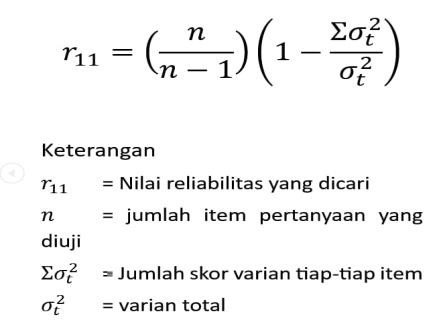 r₁₁ = (n / n − 1) (1 − Σσₜ² / σₜ²)
Keterangan
r₁₁ = Nilai reliabilitas yang dicari
n = jumlah item pertanyaan yang
diuji
Σσₜ² = Jumlah skor varian tiap-tiap item
σₜ² = varian total